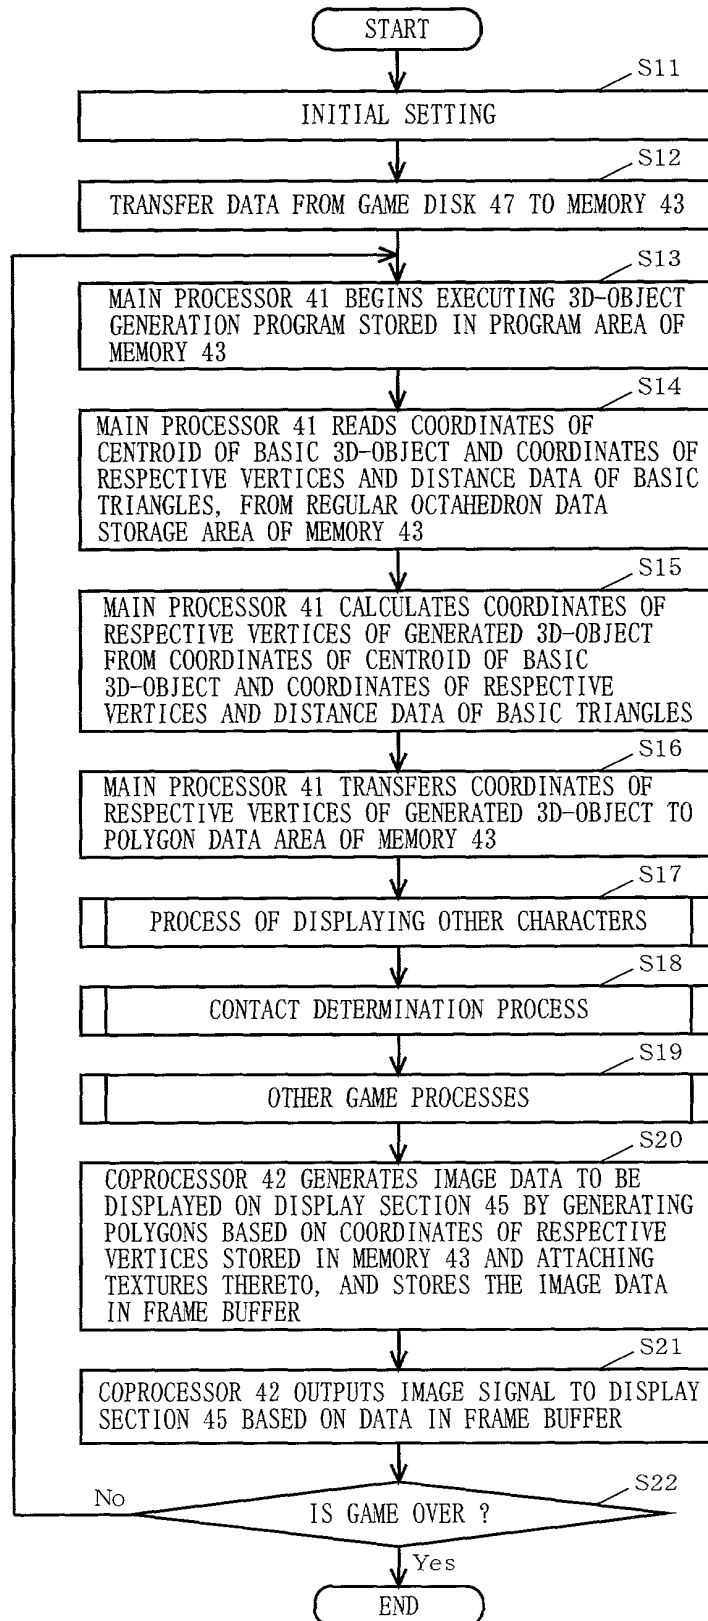 START
S11
INITIAL SETTING
S12
TRANSFER DATA FROM GAME DISK 47 TO MEMORY 43
S13
MAIN PROCESSOR 41 BEGINS EXECUTING 3D-OBJECT
GENERATION PROGRAM STORED IN PROGRAM AREA OF
MEMORY 43
S14
MAIN PROCESSOR 41 READS COORDINATES OF
CENTROID OF BASIC 3D-OBJECT AND COORDINATES OF
RESPECTIVE VERTICES AND DISTANCE DATA OF BASIC
TRIANGLES, FROM REGULAR OCTAHEDRON DATA
STORAGE AREA OF MEMORY 43
S15
MAIN PROCESSOR 41 CALCULATES COORDINATES OF
RESPECTIVE VERTICES OF GENERATED 3D-OBJECT
FROM COORDINATES OF CENTROID OF BASIC
3D-OBJECT AND COORDINATES OF RESPECTIVE
VERTICES AND DISTANCE DATA OF BASIC TRIANGLES
S16
MAIN PROCESSOR 41 TRANSFERS COORDINATES OF
RESPECTIVE VERTICES OF GENERATED 3D-OBJECT TO
POLYGON DATA AREA OF MEMORY 43
S17
PROCESS OF DISPLAYING OTHER CHARACTERS
S18
CONTACT DETERMINATION PROCESS
S19
OTHER GAME PROCESSES
S20
COPROCESSOR 42 GENERATES IMAGE DATA TO BE
DISPLAYED ON DISPLAY SECTION 45 BY GENERATING
POLYGONS BASED ON COORDINATES OF RESPECTIVE
VERTICES STORED IN MEMORY 43 AND ATTACHING
TEXTURES THERETO, AND STORES THE IMAGE DATA
IN FRAME BUFFER
S21
COPROCESSOR 42 OUTPUTS IMAGE SIGNAL TO DISPLAY
SECTION 45 BASED ON DATA IN FRAME BUFFER
S22
No
IS GAME OVER ?
Yes
END